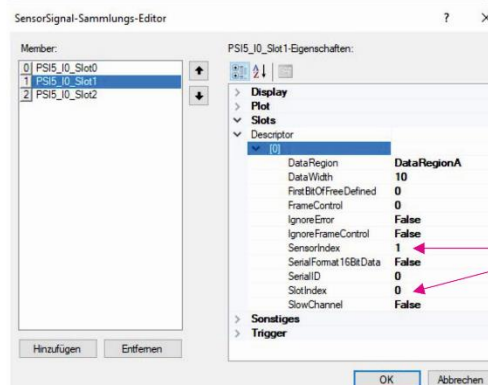 SensorSignal-Sammlungs-Editor
?
Member:
0 PSI5_I0_Slot0
1 PSI5_I0_Slot1
2 PSI5_I0_Slot2
Hinzufügen
Entfernen
PSI5_I0_Slot1-Eigenschaften:
Display
Plot
Slots
Descriptor
[0]
DataRegion DataRegionA
DataWidth 10
FirstBitOfFreeDefined 0
FrameControl 0
IgnoreError False
IgnoreFrameControl False
SensorIndex 1
SerialFormat16BitData False
SerialID 0
SlotIndex 0
SlowChannel False
Sonstiges
Trigger
OK
Abbrechen